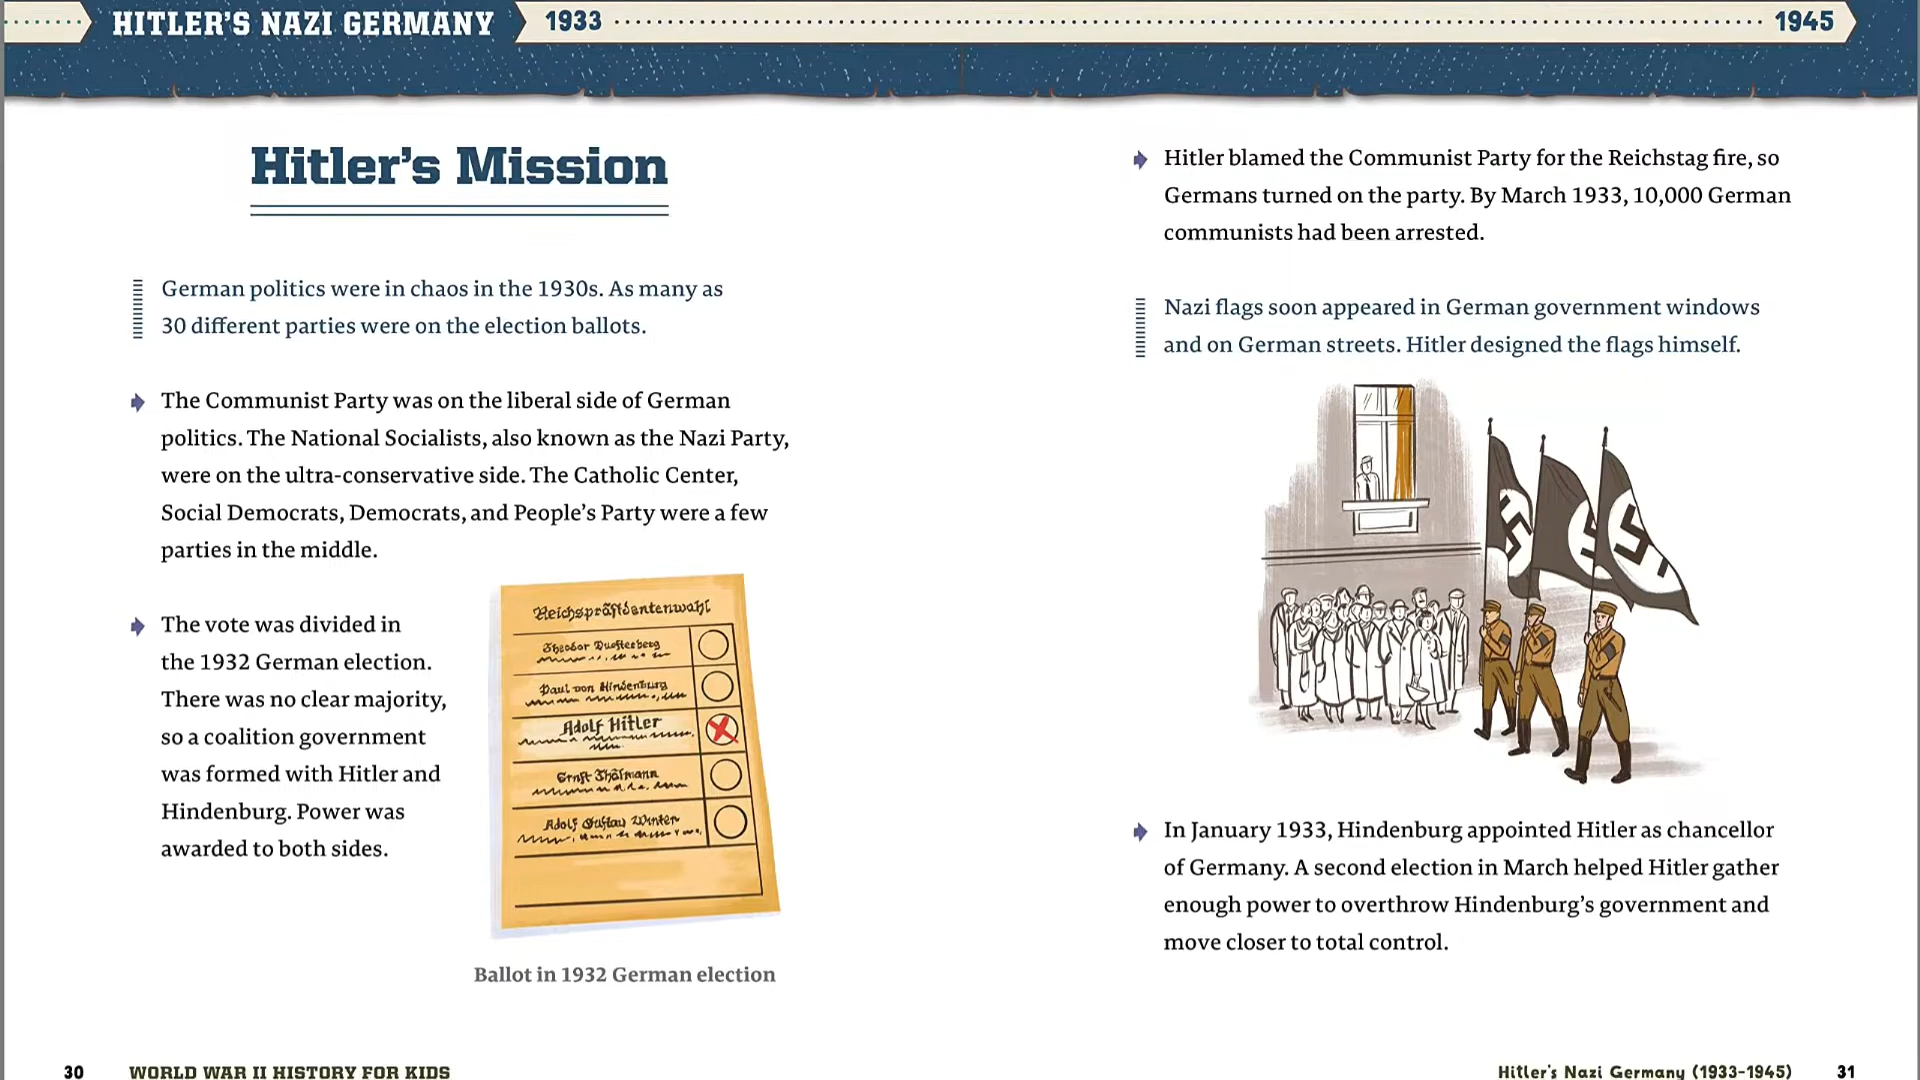 HITLER'S NAZI GERMANY
1933
1945
Hitler's Mission
German politics were in chaos in the 1930s. As many as
30 different parties were on the election ballots.
The Communist Party was on the liberal side of German
politics. The National Socialists, also known as the Nazi Party,
were on the ultra-conservative side. The Catholic Center,
Social Democrats, Democrats, and People's Party were a few
parties in the middle.
The vote was divided in
the 1932 German election.
There was no clear majority,
so a coalition government
was formed with Hitler and
Hindenburg. Power was
awarded to both sides.
Reichspräsidentenwahl
Theodor Duesterberg
Paul von Hindenburg
Adolf Hitler
Ernst Thälmann
Adolf Gustav Winter
Ballot in 1932 German election
30
WORLD WAR II HISTORY FOR KIDS
Hitler blamed the Communist Party for the Reichstag fire, so
Germans turned on the party. By March 1933, 10,000 German
communists had been arrested.
Nazi flags soon appeared in German government windows
and on German streets. Hitler designed the flags himself.
In January 1933, Hindenburg appointed Hitler as chancellor
of Germany. A second election in March helped Hitler gather
enough power to overthrow Hindenburg's government and
move closer to total control.
Hitler's Nazi Germany (1933–1945)
31